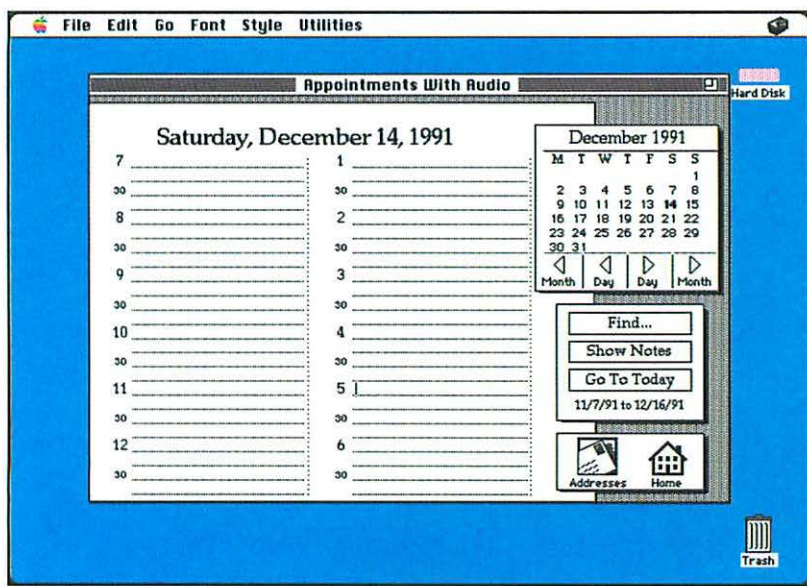 File Edit Go Font Style Utilities
Appointments With Audio
Hard Disk
Saturday, December 14, 1991
7
30
8
30
9
30
10
30
11
30
12
30
1
30
2
30
3
30
4
30
5
30
6
30
December 1991
M T W T F S S
1
2 3 4 5 6 7 8
9 10 11 12 13 14 15
16 17 18 19 20 21 22
23 24 25 26 27 28 29
30 31
Month Day Day Month
Find...
Show Notes
Go To Today
11/7/91 to 12/16/91
Addresses Home
Trash